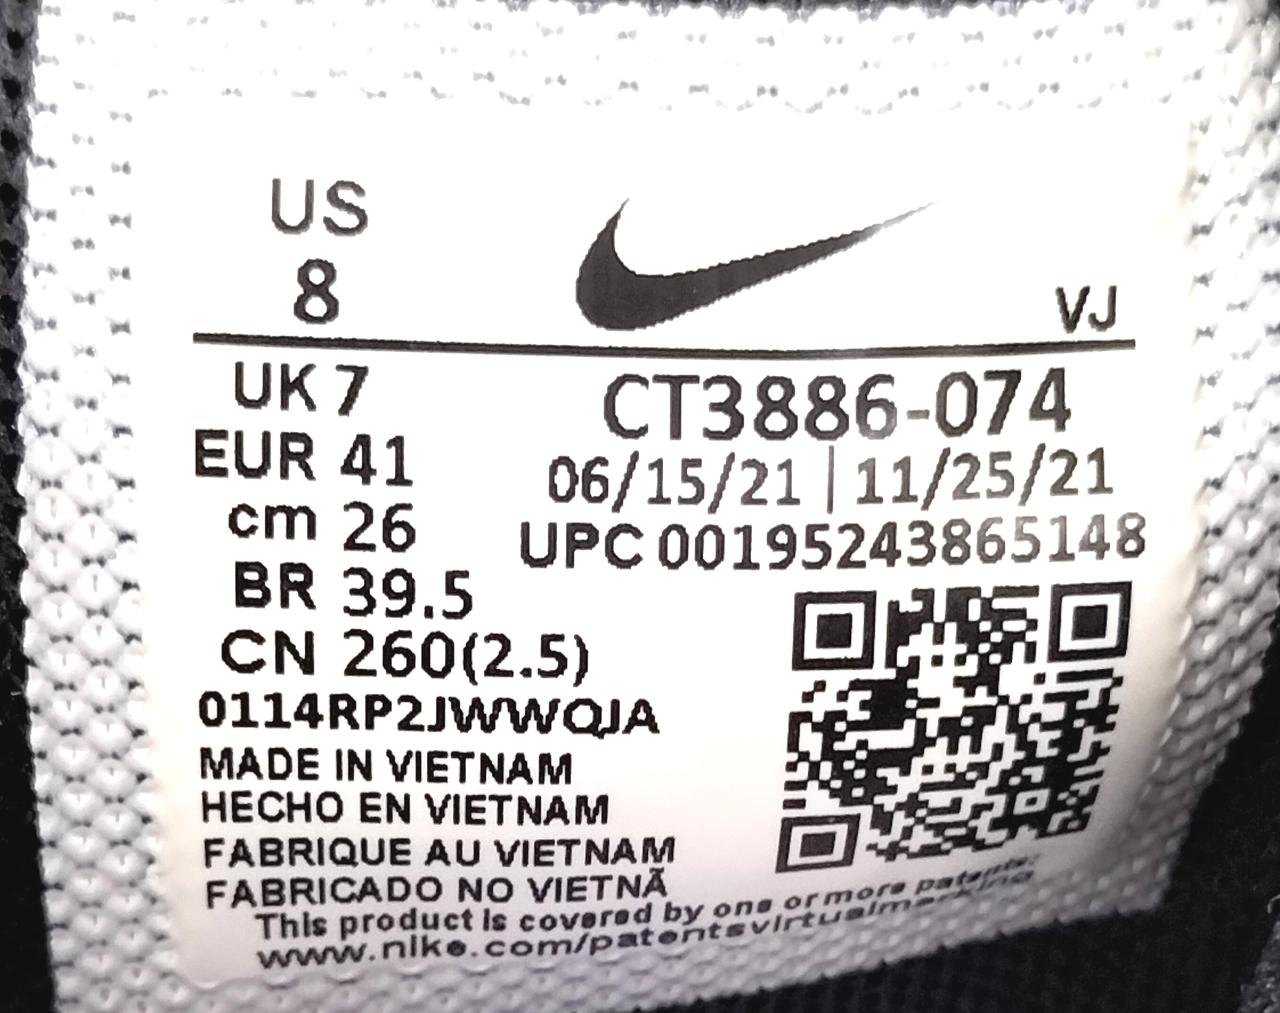 US
8
VJ
UK 7
EUR 41
cm 26
BR 39.5
CN 260(2.5)
CT3886-074
06/15/21 | 11/25/21
UPC 00195243865148
0114RP2JWWQJA
MADE IN VIETNAM
HECHO EN VIETNAM
FABRIQUE AU VIETNAM
FABRICADO NO VIETNÃ
This product is covered by one or more patents:
www.nike.com/patentsvirtualmarking